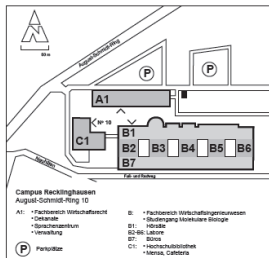 August-Schmidt-Ring
P
P
50 m
A1
Nº 10
C1
B1
B2 B3 B4 B5 B6
B7
Fuß- und Radweg
Campus Recklinghausen
August-Schmidt-Ring 10
A1: • Fachbereich Wirtschaftsrecht
• Dekanate
• Sprachenzentrum
• Verwaltung
P Parkplätze
B: • Fachbereich Wirtschaftsingenieurwesen
• Studiengang Molekulare Biologie
B1: Hörsäle
B2-B6: Labore
B7: Büros
C1: • Hochschulbibliothek
• Mensa, Cafeteria